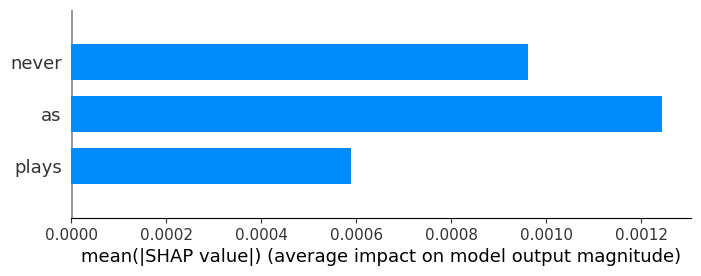 never
as
plays
0.0000 0.0002 0.0004 0.0006 0.0008 0.0010 0.0012
mean(|SHAP value|) (average impact on model output magnitude)